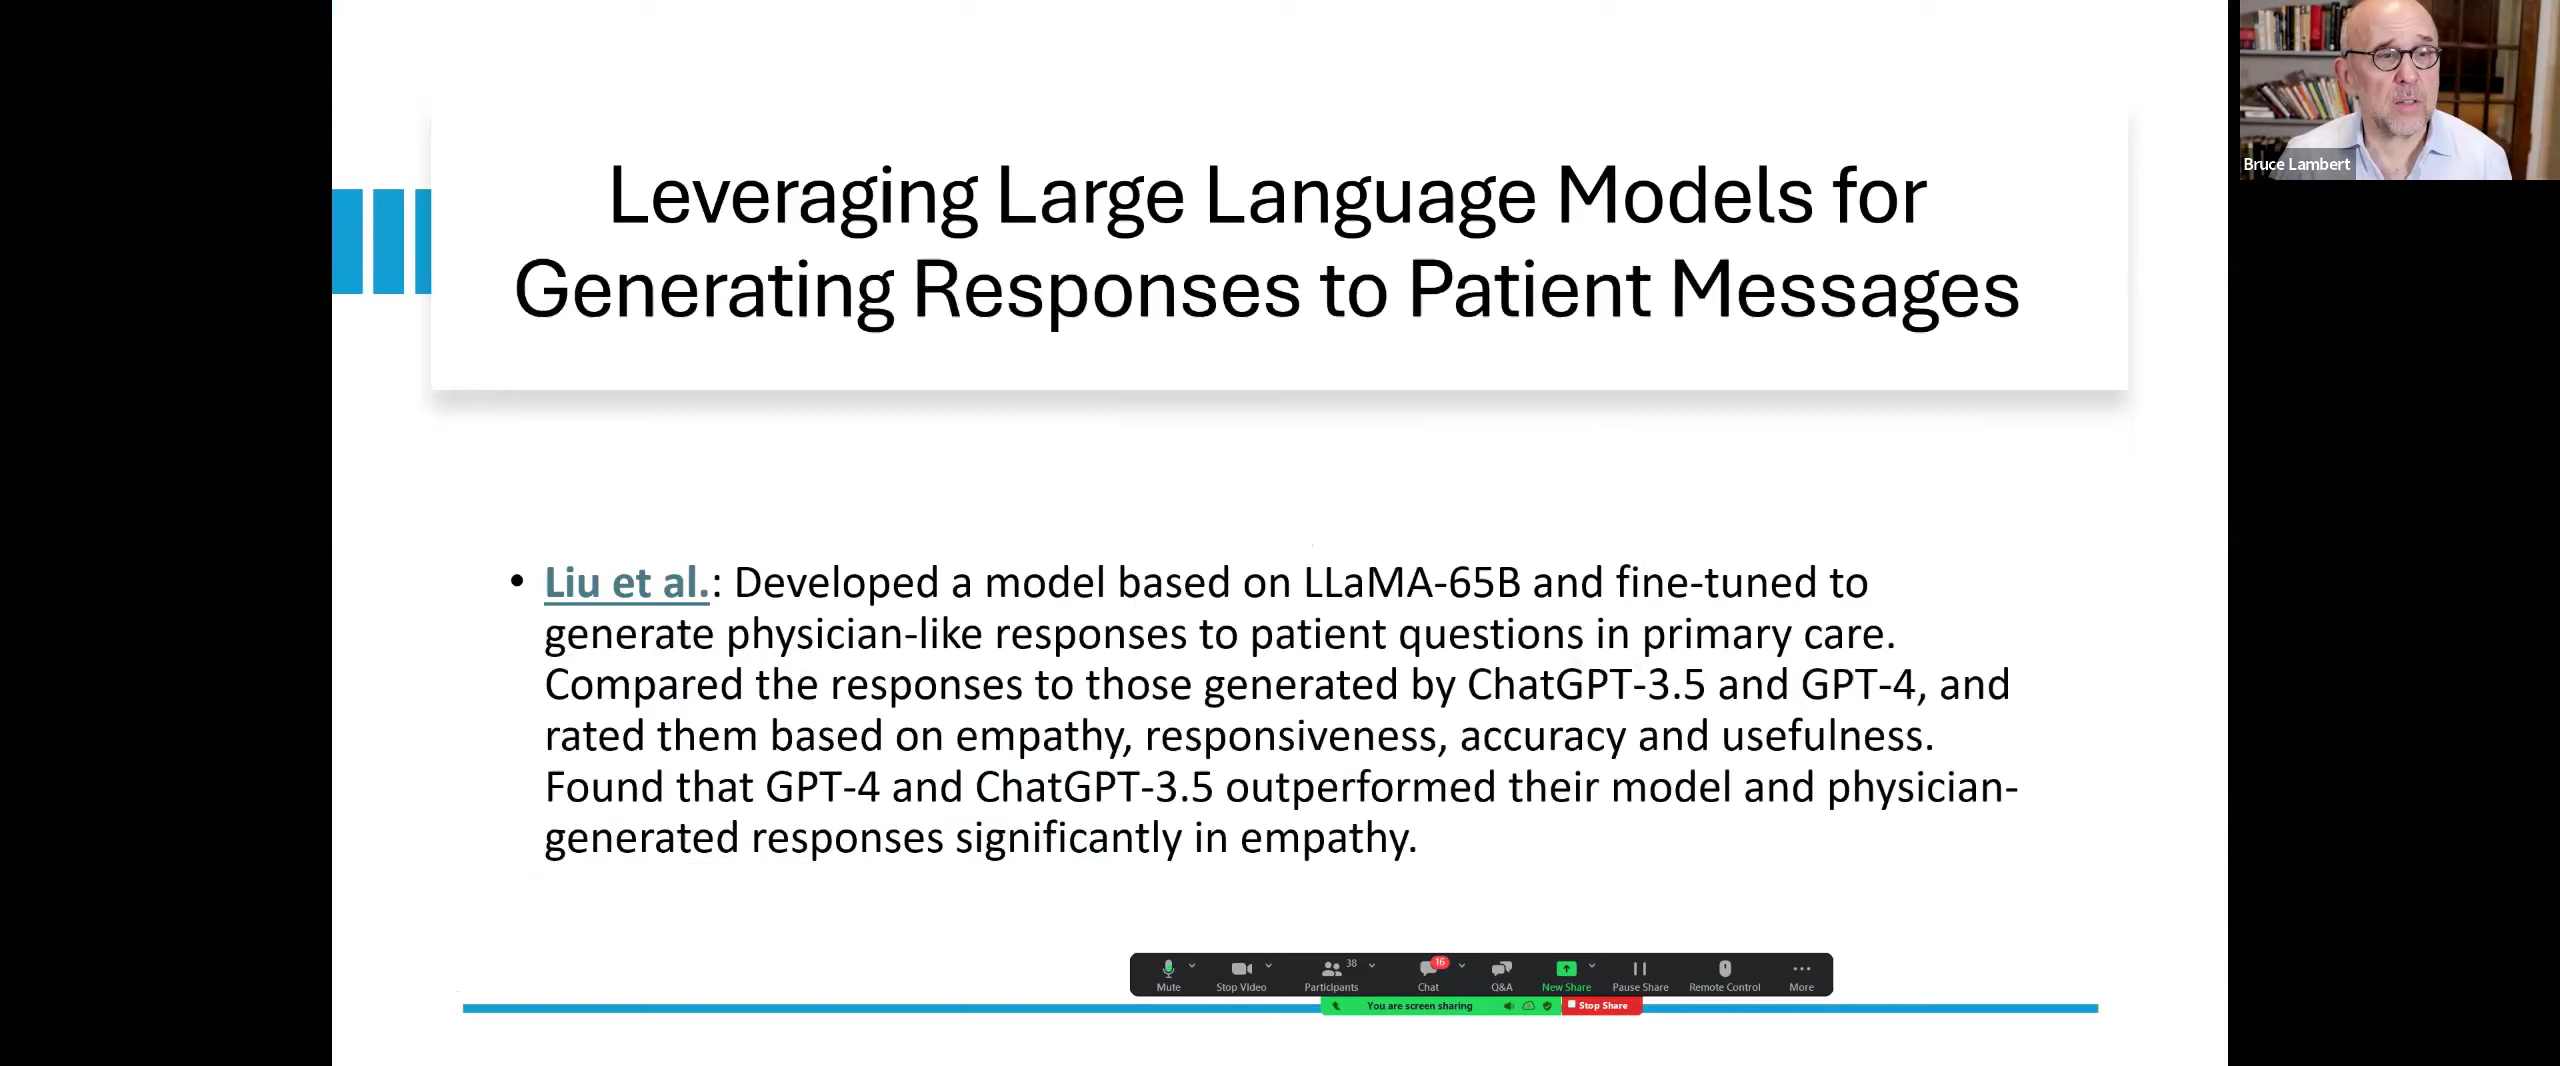 Leveraging Large Language Models for
Generating Responses to Patient Messages
• Liu et al.: Developed a model based on LLaMA-65B and fine-tuned to
generate physician-like responses to patient questions in primary care.
Compared the responses to those generated by ChatGPT-3.5 and GPT-4, and
rated them based on empathy, responsiveness, accuracy and usefulness.
Found that GPT-4 and ChatGPT-3.5 outperformed their model and physician-
generated responses significantly in empathy.
Bruce Lambert
38
16
Mute Stop Video Participants Chat Q&A New Share Pause Share Remote Control More
You are screen sharing Stop Share